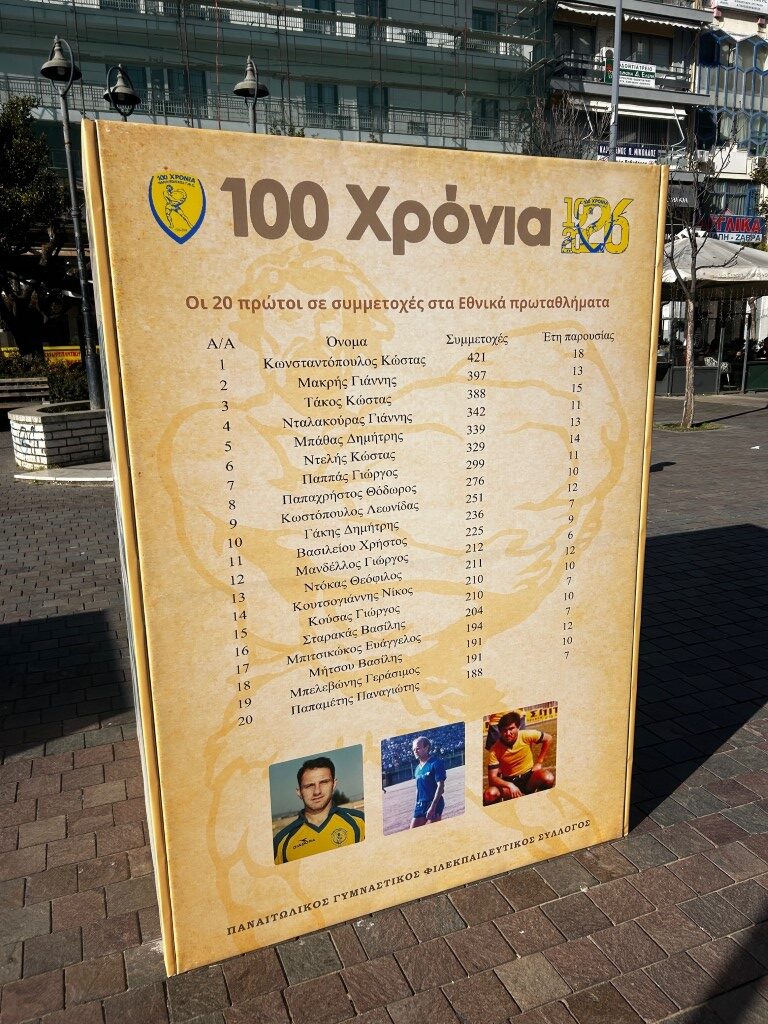 100 ΧΡΟΝΙΑ
100 Χρόνια
100 ΧΡΟΝΙΑ
1926
Οι 20 πρώτοι σε συμμετοχές στα Εθνικά πρωταθλήματα
Α/Α Όνομα Συμμετοχές Έτη παρουσίας
1 Κωνσταντόπουλος Κώστας 421 18
2 Μακρής Γιάννης 397 13
3 Τάκος Κώστας 388 15
4 Νταλακούρας Γιάννης 342 11
5 Μπάθας Δημήτρης 339 13
6 Ντελής Κώστας 329 14
7 Παππάς Γιώργος 299 11
8 Παπαχρήστος Θόδωρος 276 10
9 Κωστόπουλος Λεωνίδας 251 12
10 Γάκης Δημήτρης 236 7
11 Βασιλείου Χρήστος 225 9
12 Μανδέλλος Γιώργος 212 6
13 Ντόκας Θεόφιλος 211 12
14 Κουτσογιάννης Νίκος 210 10
15 Κούσας Γιώργος 210 7
16 Σταρακάς Βασίλης 204 10
17 Μπιτσικώκος Ευάγγελος 194 7
18 Μήτσου Βασίλης 191 12
19 Μπελεβώνης Γεράσιμος 191 10
20 Παπαμέτης Παναγιώτης 188 7
ΠΑΝΑΙΤΩΛΙΚΟΣ ΓΥΜΝΑΣΤΙΚΟΣ ΦΙΛΕΚΠΑΙΔΕΥΤΙΚΟΣ ΣΥΛΛΟΓΟΣ